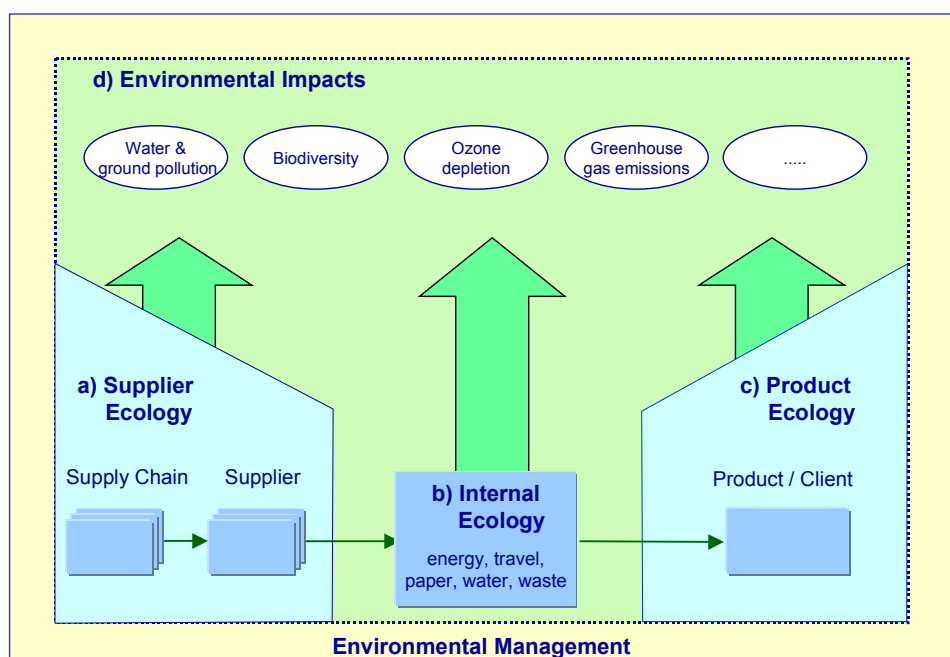 d) Environmental Impacts
Water &
ground pollution
Biodiversity
Ozone
depletion
Greenhouse
gas emissions
.....
a) Supplier
Ecology
c) Product
Ecology
Supply Chain
Supplier
Product / Client
b) Internal
Ecology
energy, travel,
paper, water, waste
Environmental Management